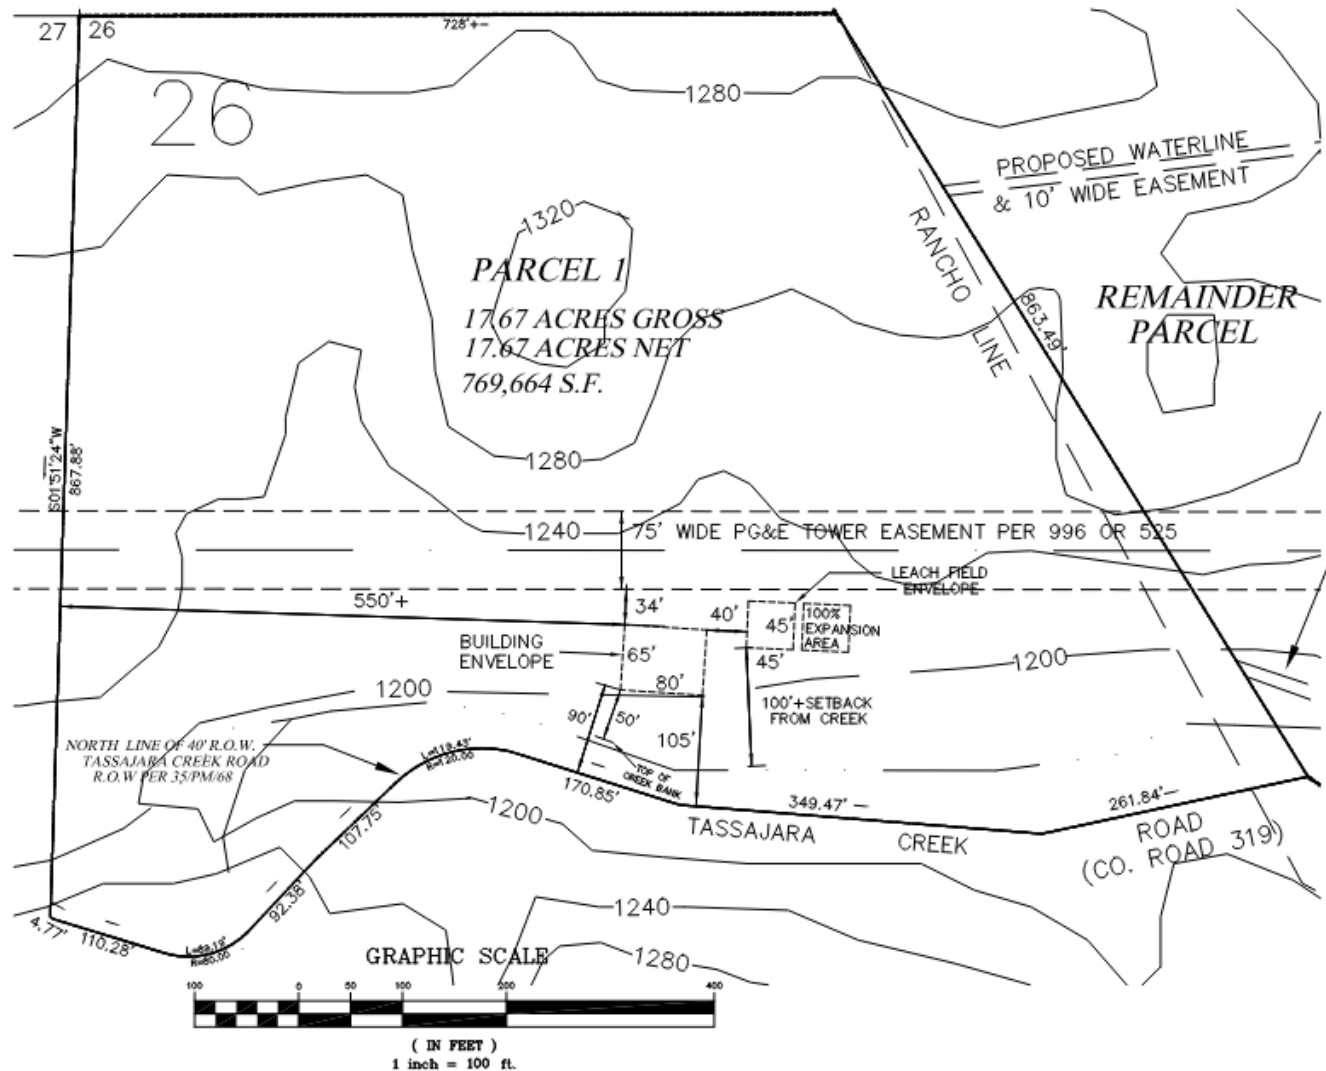 27 26
728'+-
26
1280
PROPOSED WATERLINE
& 10' WIDE EASEMENT
1320
RANCHO LINE
PARCEL 1
17.67 ACRES GROSS
17.67 ACRES NET
769,664 S.F.
863.49'
REMAINDER
PARCEL
S01°51'24"W
867.88'
1280
1240
75' WIDE PG&E TOWER EASEMENT PER 996 OR 525
LEACH FIELD
ENVELOPE
550'+
34'
40'
45'
100%
EXPANSION
AREA
BUILDING
ENVELOPE
65'
45'
1200
80'
1200
100'+SETBACK
FROM CREEK
90'
50'
105'
NORTH LINE OF 40' R.O.W.
TASSAJARA CREEK ROAD
R.O.W PER 35/PM/68
L=119.43'
R=120.00
TOP OF
CREEK BANK
170.85'
349.47'
261.84'
107.75'
1200
TASSAJARA CREEK ROAD
(CO. ROAD 319)
92.38'
4.77'
110.28'
R=80.00
1240
1280
GRAPHIC SCALE
100 0 50 100 200 400
( IN FEET )
1 inch = 100 ft.